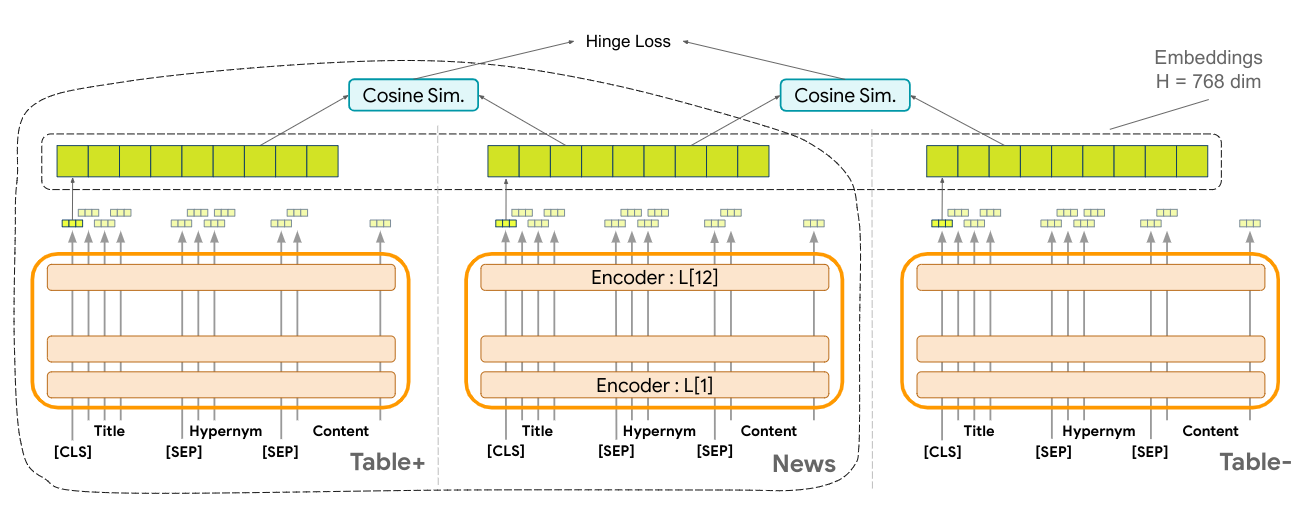 Hinge Loss
Embeddings
H = 768 dim
Cosine Sim.
Cosine Sim.
Encoder : L[12]
Encoder : L[1]
Title
Hypernym
Content
[CLS]
[SEP]
[SEP]
Table+
Title
Hypernym
Content
[CLS]
[SEP]
[SEP]
News
Title
Hypernym
Content
[CLS]
[SEP]
[SEP]
Table-